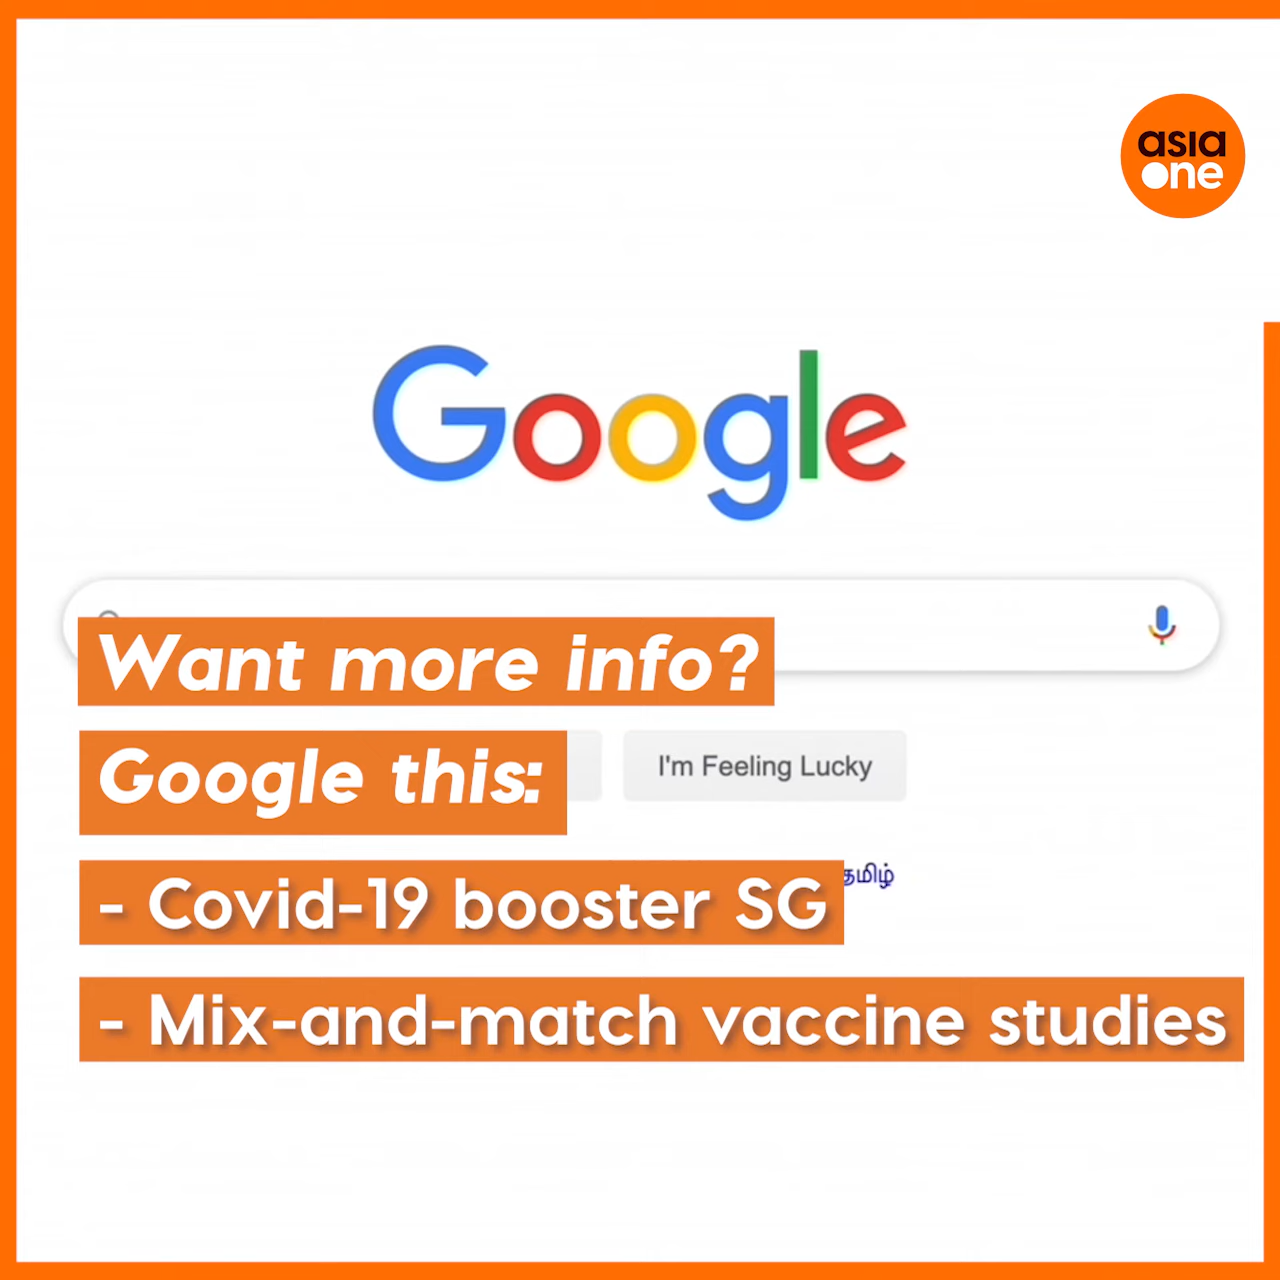 asia
one
Google
Want more info?
Google this:
I'm Feeling Lucky
- Covid-19 booster SG
தமிழ்
- Mix-and-match vaccine studies